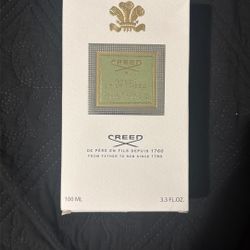 CREED
CREED
DE PÈRE EN FILS DEPUIS 1760
FROM FATHER TO SON SINCE 1760
100 ML
3.3 FL.OZ.